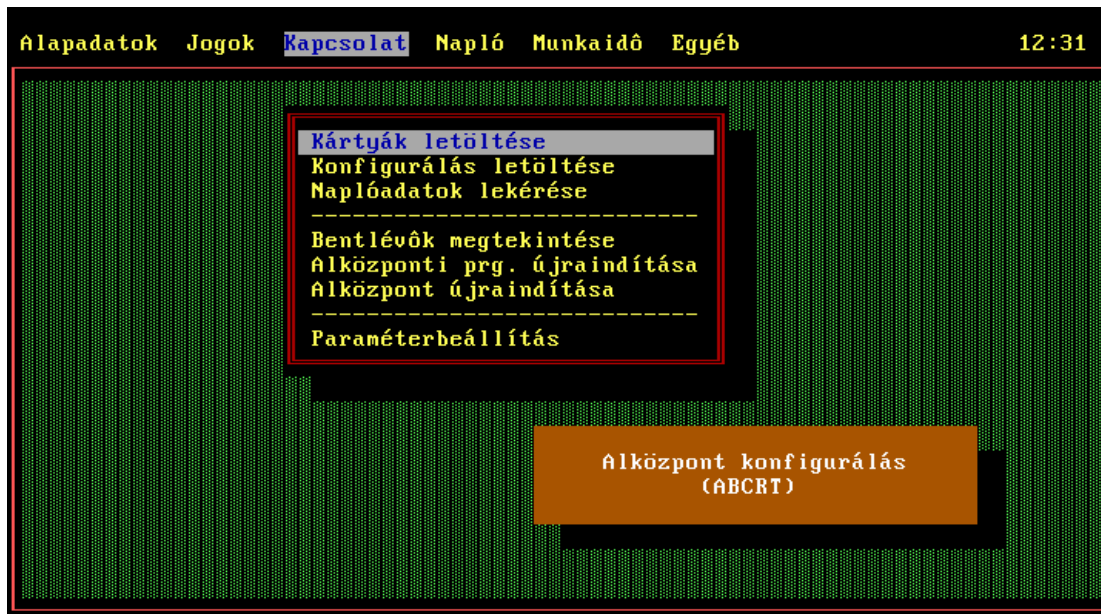 Alapadatok Jogok Kapcsolat Napló Munkaidô Egyéb 12:31
Kártyák letöltése
Konfigurálás letöltése
Naplóadatok lekérése
----------------------------
Bentlévôk megtekintése
Alközponti prg. újraindítása
Alközpont újraindítása
----------------------------
Paraméterbeállítás
Alközpont konfigurálás
(ABCRT)